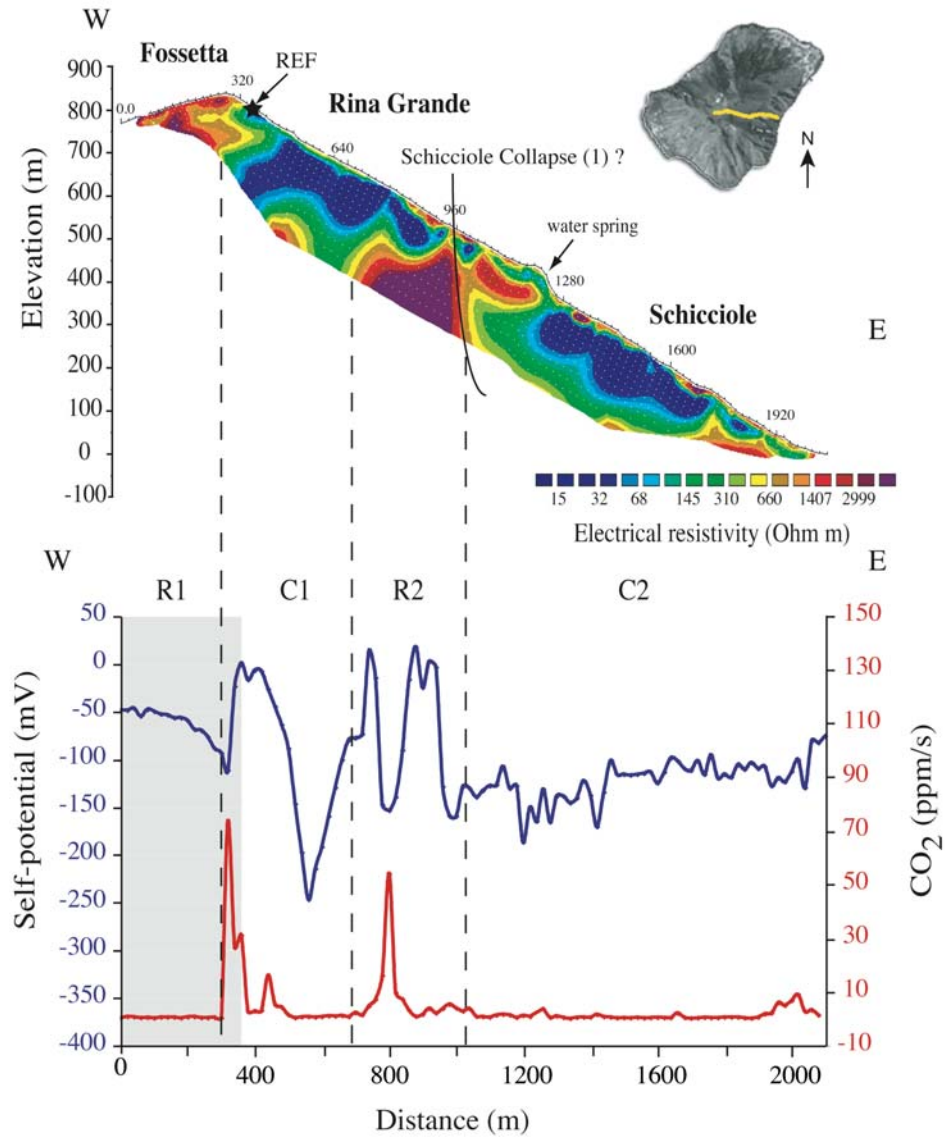 W
Fossetta
REF
Rina Grande
Schicciole Collapse (1) ?
water spring
Schicciole
E
N
0.0
320
640
960
1280
1600
1920
Elevation (m)
900
800
700
600
500
400
300
200
100
0
-100
15 32 68 145 310 660 1407 2999
Electrical resistivity (Ohm m)
W
E
R1 C1 R2 C2
Self-potential (mV)
50
0
-50
-100
-150
-200
-250
-300
-350
-400
CO2 (ppm/s)
150
130
110
90
70
50
30
10
-10
0 400 800 1200 1600 2000
Distance (m)